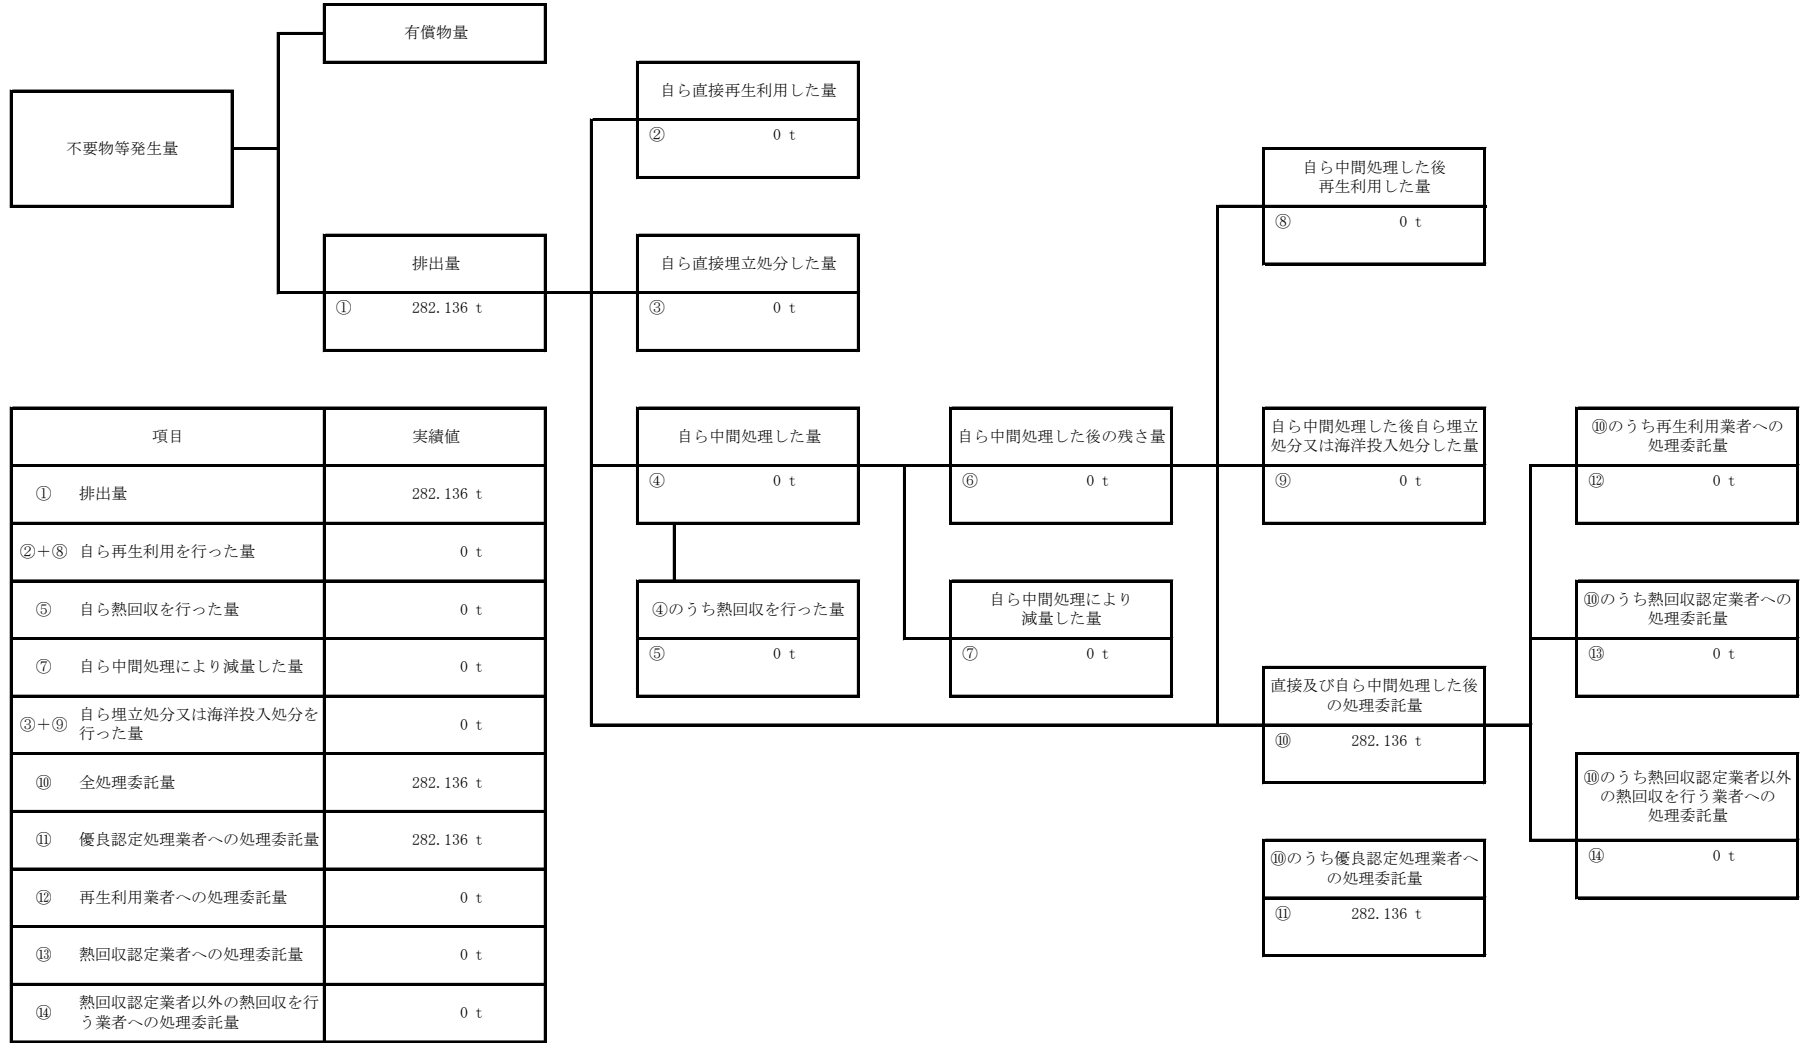 有償物量
不要物等発生量
排出量
① 282.136 t
自ら直接再生利用した量
② 0 t
自ら直接埋立処分した量
③ 0 t
自ら中間処理した量
④ 0 t
④のうち熱回収を行った量
⑤ 0 t
自ら中間処理した後の残さ量
⑥ 0 t
自ら中間処理により
減量した量
⑦ 0 t
自ら中間処理した後
再生利用した量
⑧ 0 t
自ら中間処理した後自ら埋立
処分又は海洋投入処分した量
⑨ 0 t
直接及び自ら中間処理した後
の処理委託量
⑩ 282.136 t
⑩のうち優良認定処理業者へ
の処理委託量
⑪ 282.136 t
⑩のうち再生利用業者への
処理委託量
⑫ 0 t
⑩のうち熱回収認定業者への
処理委託量
⑬ 0 t
⑩のうち熱回収認定業者以外
の熱回収を行う業者への
処理委託量
⑭ 0 t
項目 実績値
① 排出量 282.136 t
②＋⑧ 自ら再生利用を行った量 0 t
⑤ 自ら熱回収を行った量 0 t
⑦ 自ら中間処理により減量した量 0 t
③＋⑨ 自ら埋立処分又は海洋投入処分を
行った量 0 t
⑩ 全処理委託量 282.136 t
⑪ 優良認定処理業者への処理委託量 282.136 t
⑫ 再生利用業者への処理委託量 0 t
⑬ 熱回収認定業者への処理委託量 0 t
⑭ 熱回収認定業者以外の熱回収を行
う業者への処理委託量 0 t